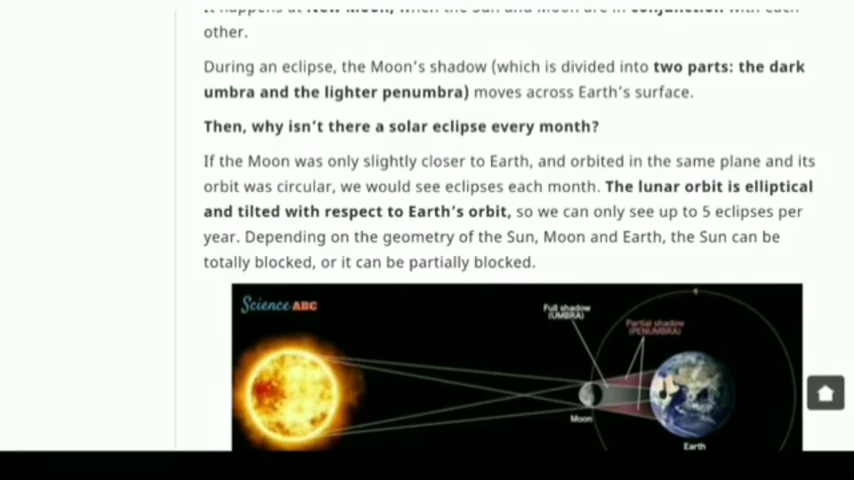 other.
During an eclipse, the Moon's shadow (which is divided into two parts: the dark
umbra and the lighter penumbra) moves across Earth's surface.
Then, why isn't there a solar eclipse every month?
If the Moon was only slightly closer to Earth, and orbited in the same plane and its
orbit was circular, we would see eclipses each month. The lunar orbit is elliptical
and tilted with respect to Earth's orbit, so we can only see up to 5 eclipses per
year. Depending on the geometry of the Sun, Moon and Earth, the Sun can be
totally blocked, or it can be partially blocked.
Science ABC
Full shadow
(UMBRA)
Partial shadow
(PENUMBRA)
Moon
Earth